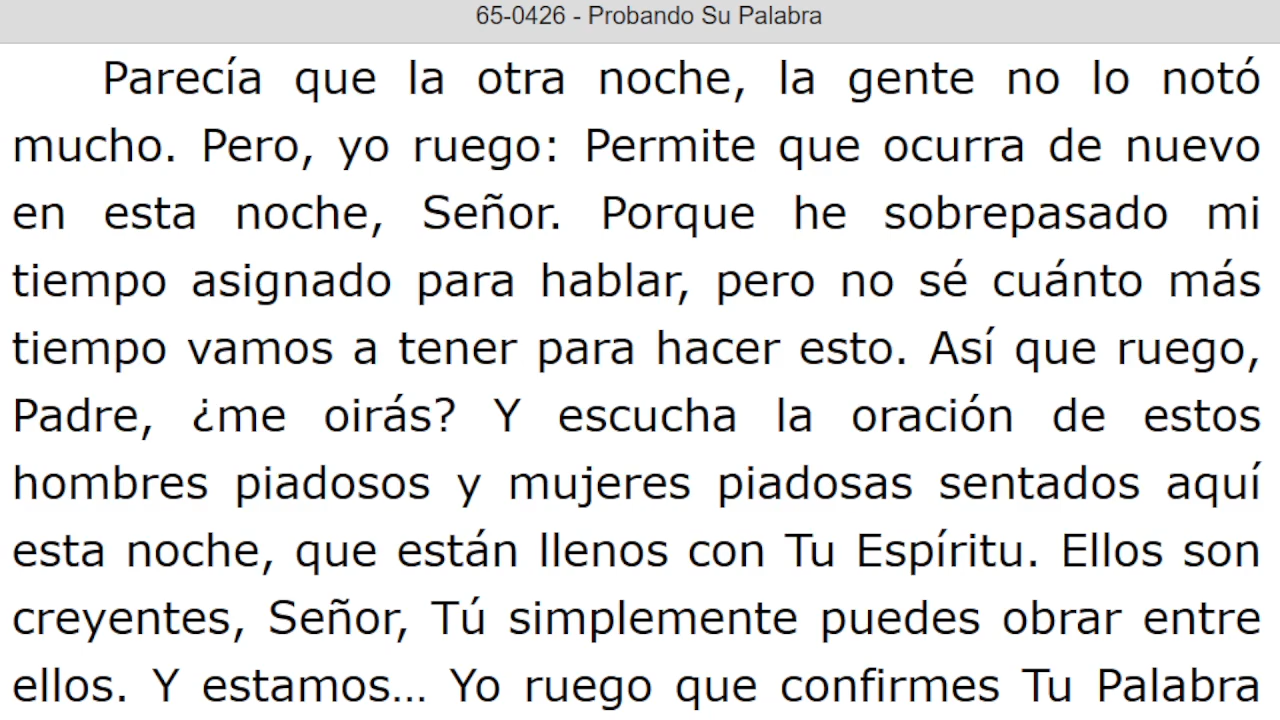 65-0426 - Probando Su Palabra
Parecía que la otra noche, la gente no lo notó
mucho. Pero, yo ruego: Permite que ocurra de nuevo
en esta noche, Señor. Porque he sobrepasado mi
tiempo asignado para hablar, pero no sé cuánto más
tiempo vamos a tener para hacer esto. Así que ruego,
Padre, ¿me oirás? Y escucha la oración de estos
hombres piadosos y mujeres piadosas sentados aquí
esta noche, que están llenos con Tu Espíritu. Ellos son
creyentes, Señor, Tú simplemente puedes obrar entre
ellos. Y estamos... Yo ruego que confirmes Tu Palabra